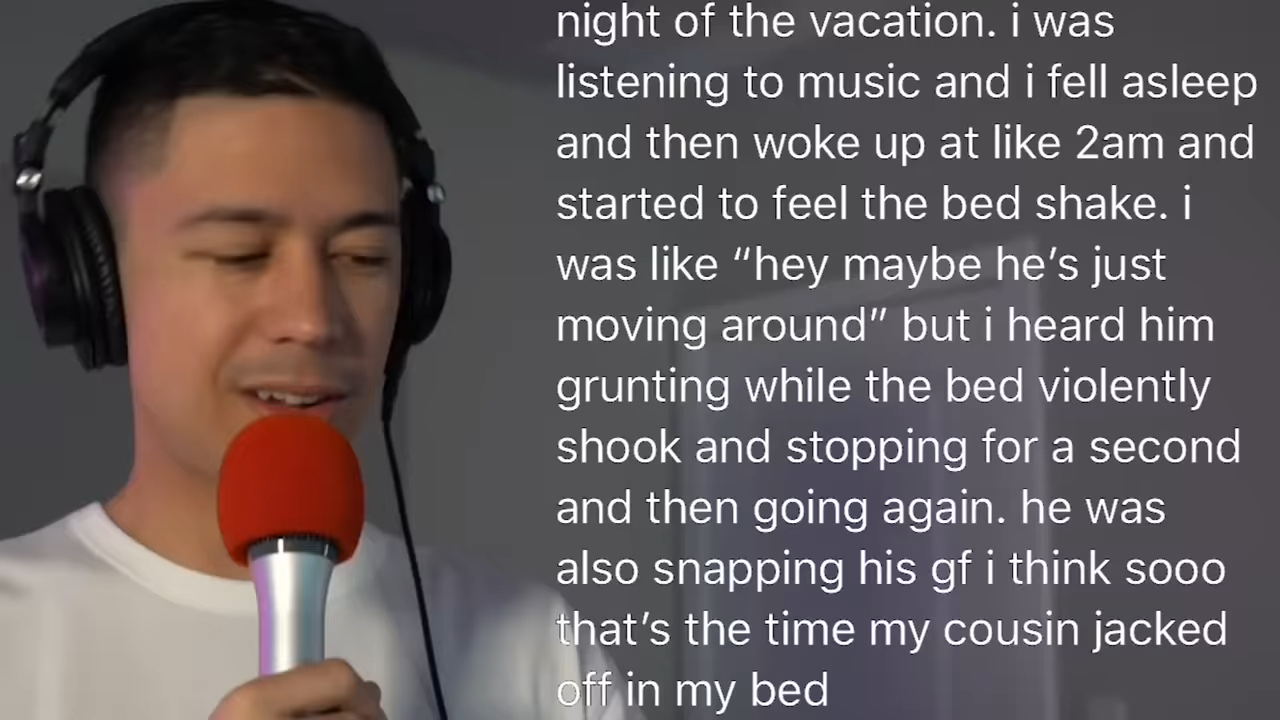 night of the vacation. i was
listening to music and i fell asleep
and then woke up at like 2am and
started to feel the bed shake. i
was like “hey maybe he’s just
moving around” but i heard him
grunting while the bed violently
shook and stopping for a second
and then going again. he was
also snapping his gf i think sooo
that’s the time my cousin jacked
off in my bed